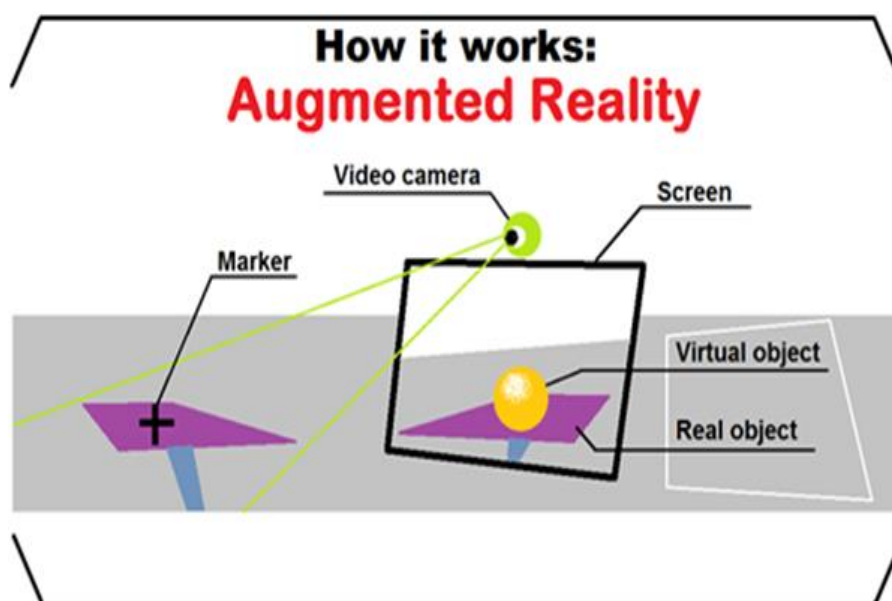 How it works:
Augmented Reality
Video camera
Screen
Marker
Virtual object
Real object